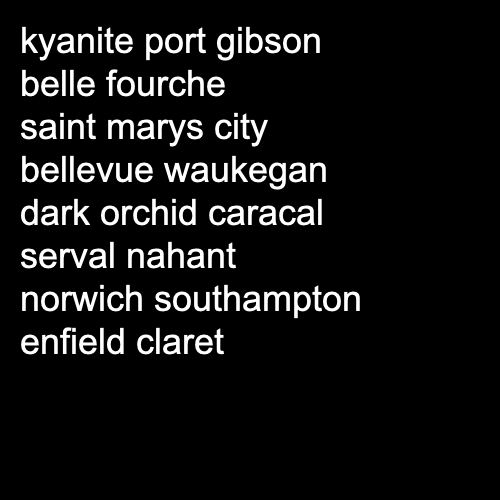 kyanite port gibson
belle fourche
saint marys city
bellevue waukegan
dark orchid caracal
serval nahant
norwich southampton
enfield claret